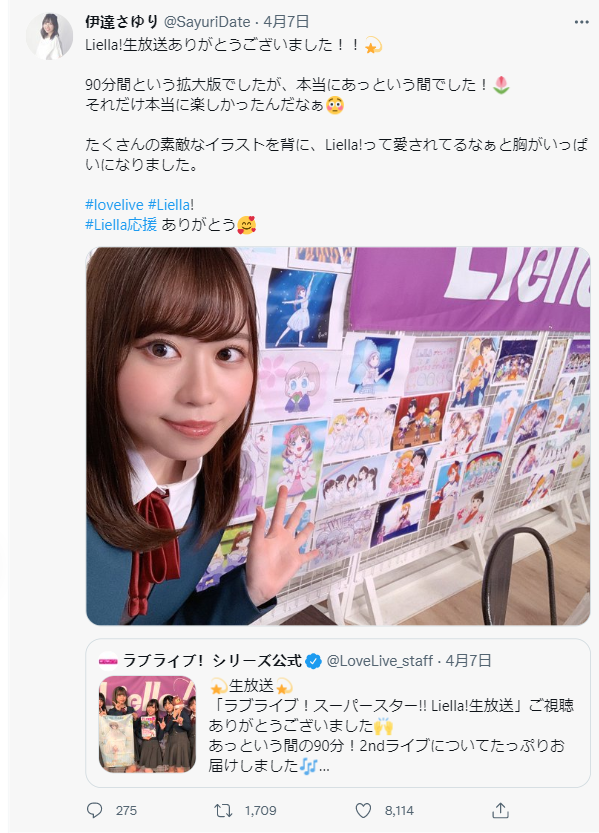 伊達さゆり @SayuriDate · 4月7日
Liella!生放送ありがとうございました！！💫
90分間という拡大版でしたが、本当にあっという間でした！🌷
それだけ本当に楽しかったんだなぁ😳
たくさんの素敵なイラストを背に、Liella!って愛されてるなぁと胸がいっぱ
いになりました。
#lovelive #Liella!
#Liella応援 ありがとう🥰
Liella
ラブライブ！シリーズ公式 @LoveLive_staff · 4月7日
💫生放送💫
「ラブライブ！スーパースター!! Liella!生放送」ご視聴
ありがとうございました🙌
あっという間の90分！2ndライブについてたっぷりお
届けしました🎶...
275
1,709
8,114